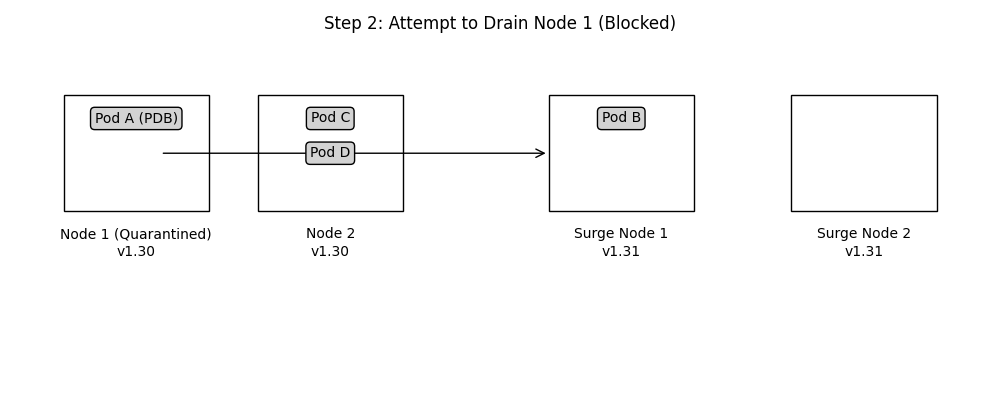 Step 2: Attempt to Drain Node 1 (Blocked)
Pod A (PDB)
Pod C
Pod B
Pod D
Node 1 (Quarantined)
v1.30
Node 2
v1.30
Surge Node 1
v1.31
Surge Node 2
v1.31